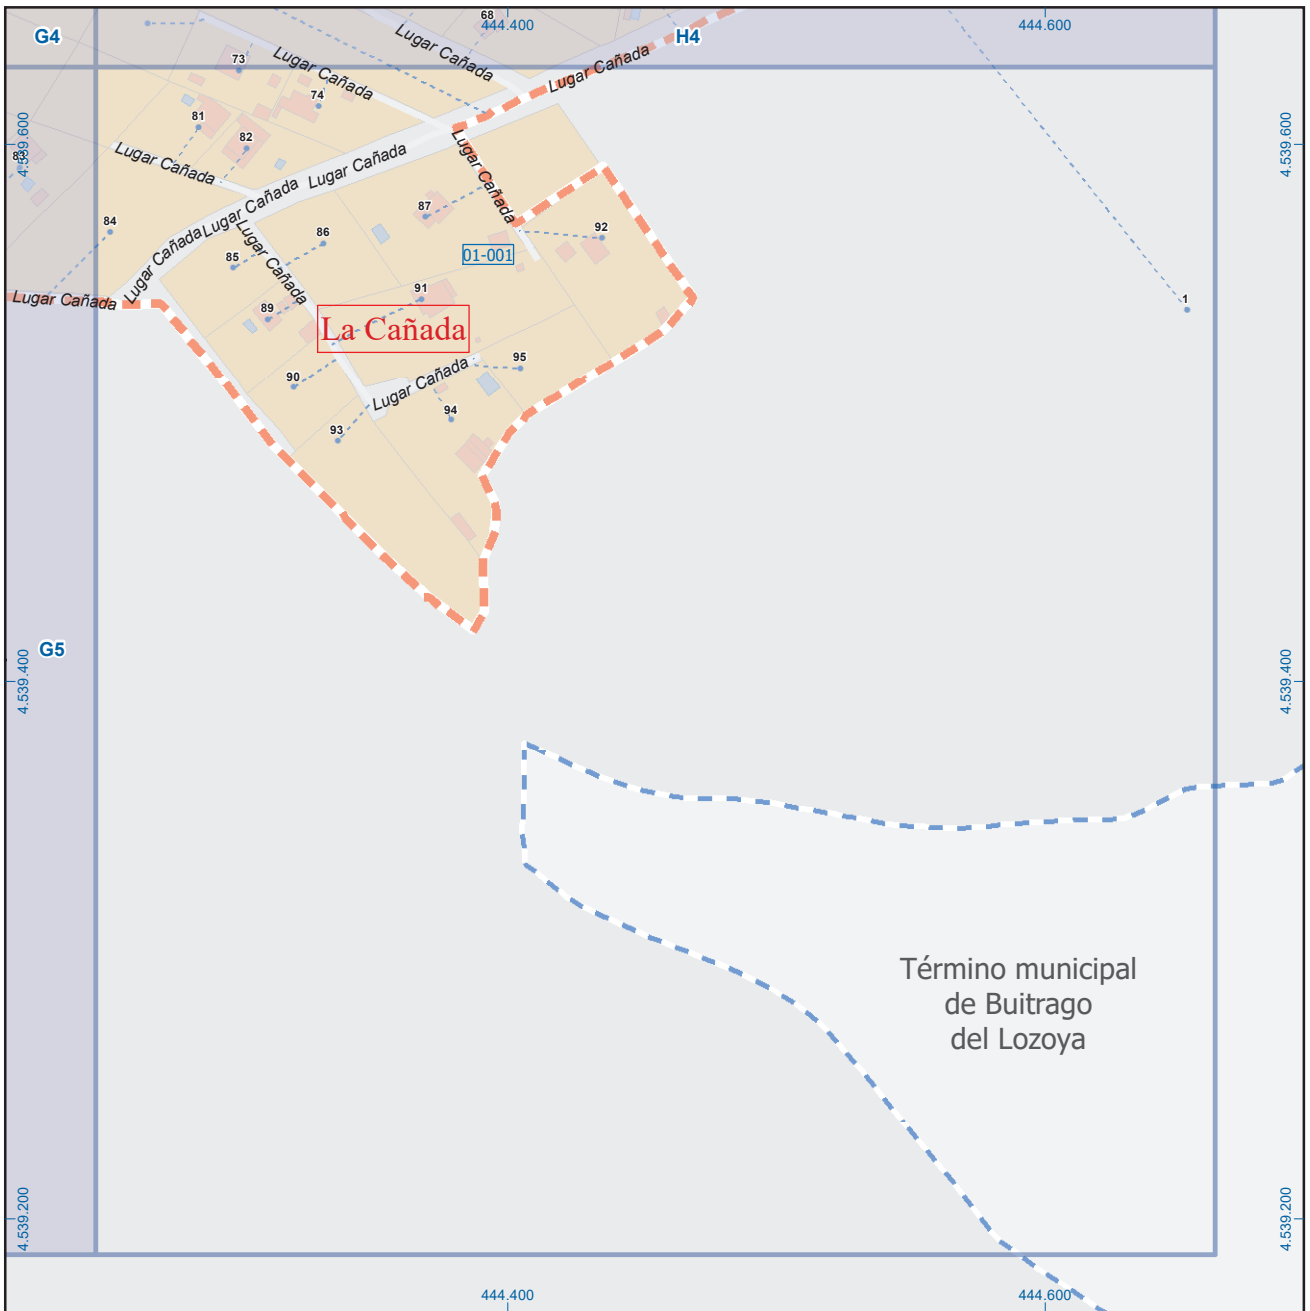 G4
68
444.400
H4
444.600
73
Lugar Cañada
Lugar Cañada
Lugar Cañada
74
81
82
4.539.600
4.539.600
83
Lugar Cañada
Lugar Cañada
Lugar Cañada
Lugar Cañada
87
84
Lugar Cañada
86
92
85
Lugar Cañada
01-001
Lugar Cañada
91
89
1
La Cañada
90
95
Lugar Cañada
94
93
G5
4.539.400
4.539.400
Término municipal
de Buitrago
del Lozoya
4.539.200
4.539.200
444.400
444.600